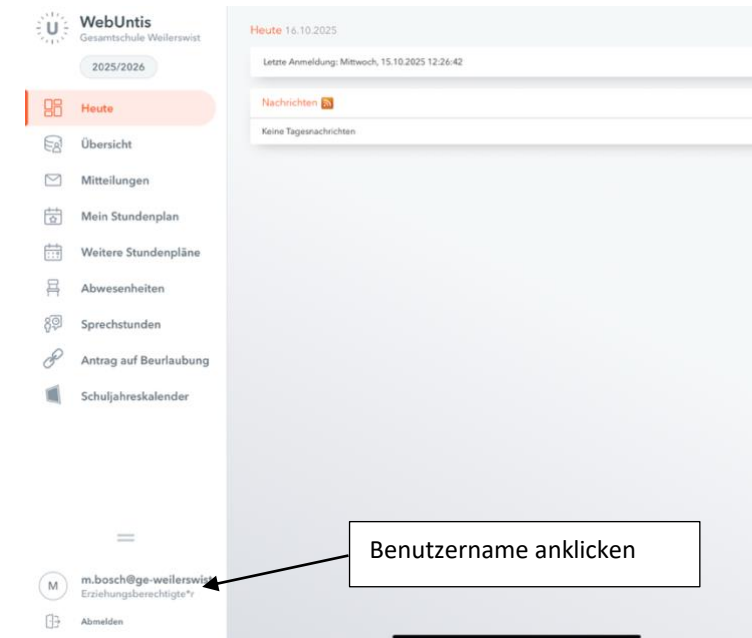 WebUntis
Gesamtschule Weilerswist
2025/2026
Heute
Übersicht
Mitteilungen
Mein Stundenplan
Weitere Stundenpläne
Abwesenheiten
Sprechstunden
Antrag auf Beurlaubung
Schuljahreskalender
m.bosch@ge-weilerswist
Erziehungsberechtigte*r
Abmelden
Heute 16.10.2025
Letzte Anmeldung: Mittwoch, 15.10.2025 12:26:42
Nachrichten
Keine Tagesnachrichten
Benutzername anklicken
U
M